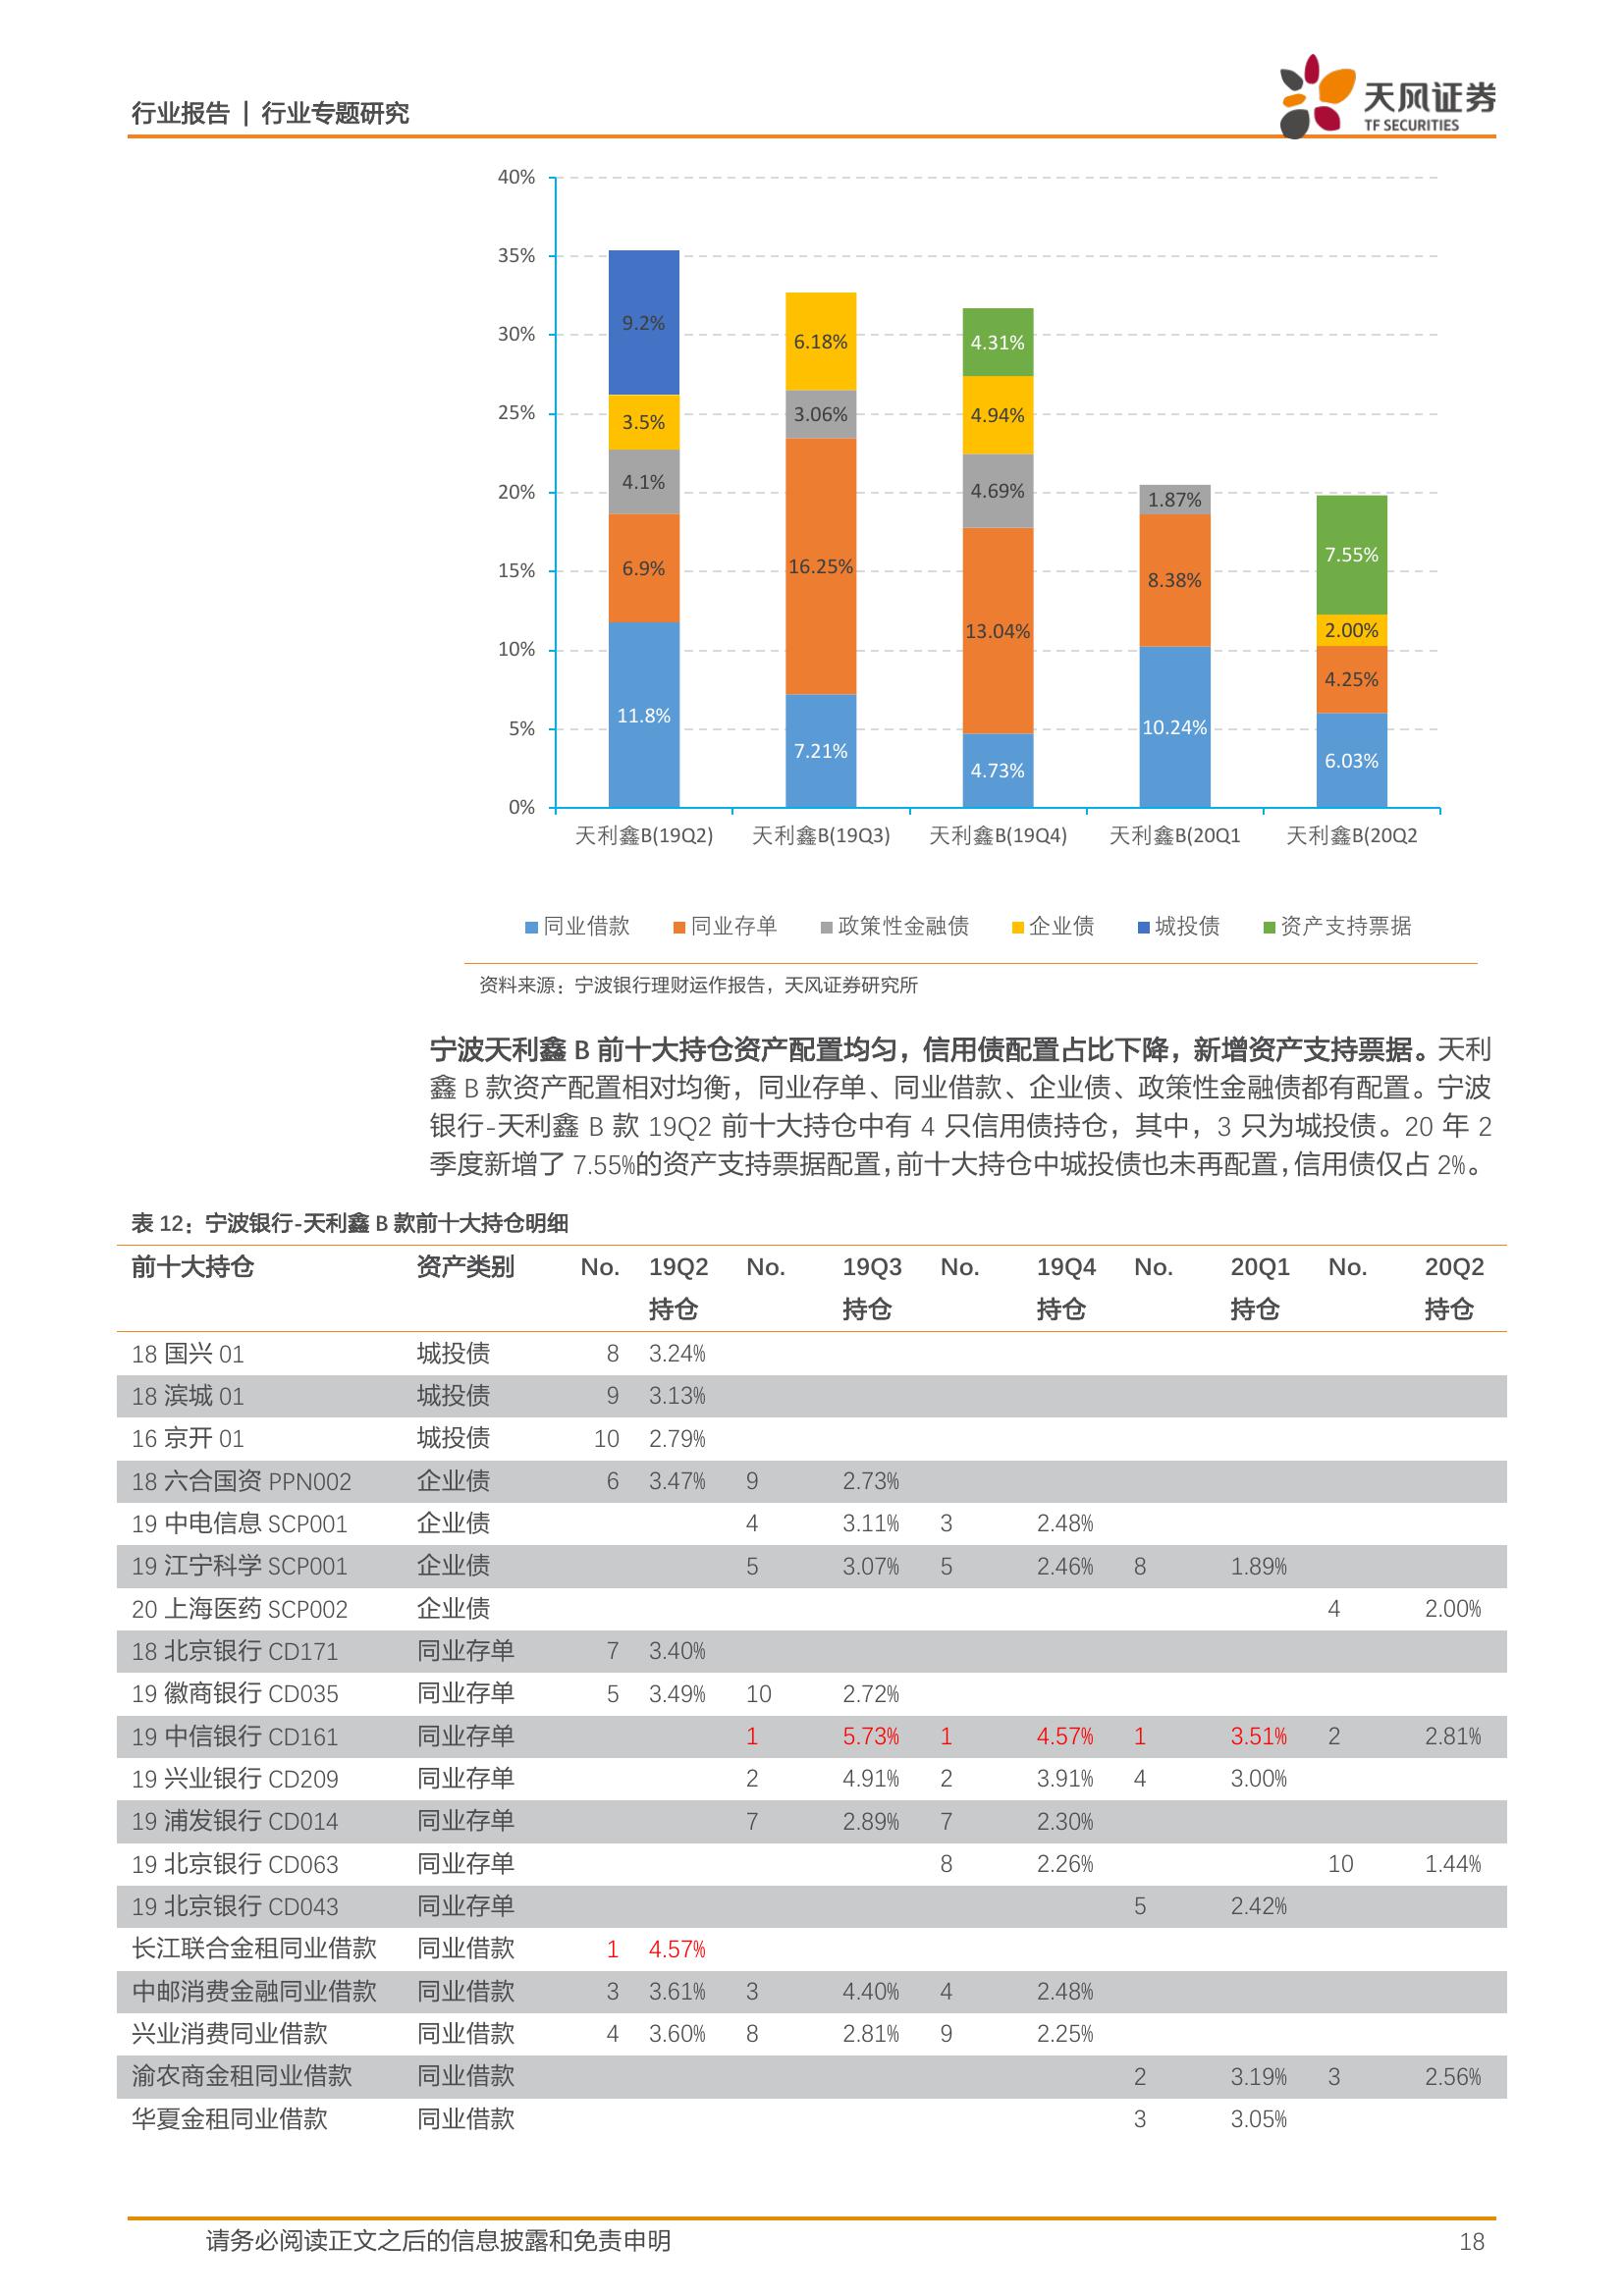 行业报告 | 行业专题研究
天风证券
TF SECURITIES
40%
35%
30%
25%
20%
15%
10%
5%
0%
9.2%
3.5%
4.1%
6.9%
11.8%
6.18%
3.06%
16.25%
7.21%
4.31%
4.94%
4.69%
13.04%
4.73%
1.87%
8.38%
10.24%
7.55%
2.00%
4.25%
6.03%
天利鑫B(19Q2) 天利鑫B(19Q3) 天利鑫B(19Q4) 天利鑫B(20Q1 天利鑫B(20Q2
同业借款 同业存单 政策性金融债 企业债 城投债 资产支持票据
资料来源：宁波银行理财运作报告，天风证券研究所
宁波天利鑫 B 前十大持仓资产配置均匀，信用债配置占比下降，新增资产支持票据。天利
鑫 B 款资产配置相对均衡，同业存单、同业借款、企业债、政策性金融债都有配置。宁波
银行-天利鑫 B 款 19Q2 前十大持仓中有 4 只信用债持仓，其中，3 只为城投债。20 年 2
季度新增了 7.55%的资产支持票据配置，前十大持仓中城投债也未再配置，信用债仅占 2%。
表 12：宁波银行-天利鑫 B 款前十大持仓明细
前十大持仓 资产类别 No. 19Q2 No. 19Q3 No. 19Q4 No. 20Q1 No. 20Q2
持仓 持仓 持仓 持仓 持仓
18 国兴 01 城投债 8 3.24%
18 滨城 01 城投债 9 3.13%
16 京开 01 城投债 10 2.79%
18 六合国资 PPN002 企业债 6 3.47% 9 2.73%
19 中电信息 SCP001 企业债 4 3.11% 3 2.48%
19 江宁科学 SCP001 企业债 5 3.07% 5 2.46% 8 1.89%
20 上海医药 SCP002 企业债 4 2.00%
18 北京银行 CD171 同业存单 7 3.40%
19 徽商银行 CD035 同业存单 5 3.49% 10 2.72%
19 中信银行 CD161 同业存单 1 5.73% 1 4.57% 1 3.51% 2 2.81%
19 兴业银行 CD209 同业存单 2 4.91% 2 3.91% 4 3.00%
19 浦发银行 CD014 同业存单 7 2.89% 7 2.30%
19 北京银行 CD063 同业存单 8 2.26% 10 1.44%
19 北京银行 CD043 同业存单 5 2.42%
长江联合金租同业借款 同业借款 1 4.57%
中邮消费金融同业借款 同业借款 3 3.61% 3 4.40% 4 2.48%
兴业消费同业借款 同业借款 4 3.60% 8 2.81% 9 2.25%
渝农商金租同业借款 同业借款 2 3.19% 3 2.56%
华夏金租同业借款 同业借款 3 3.05%
请务必阅读正文之后的信息披露和免责申明 18